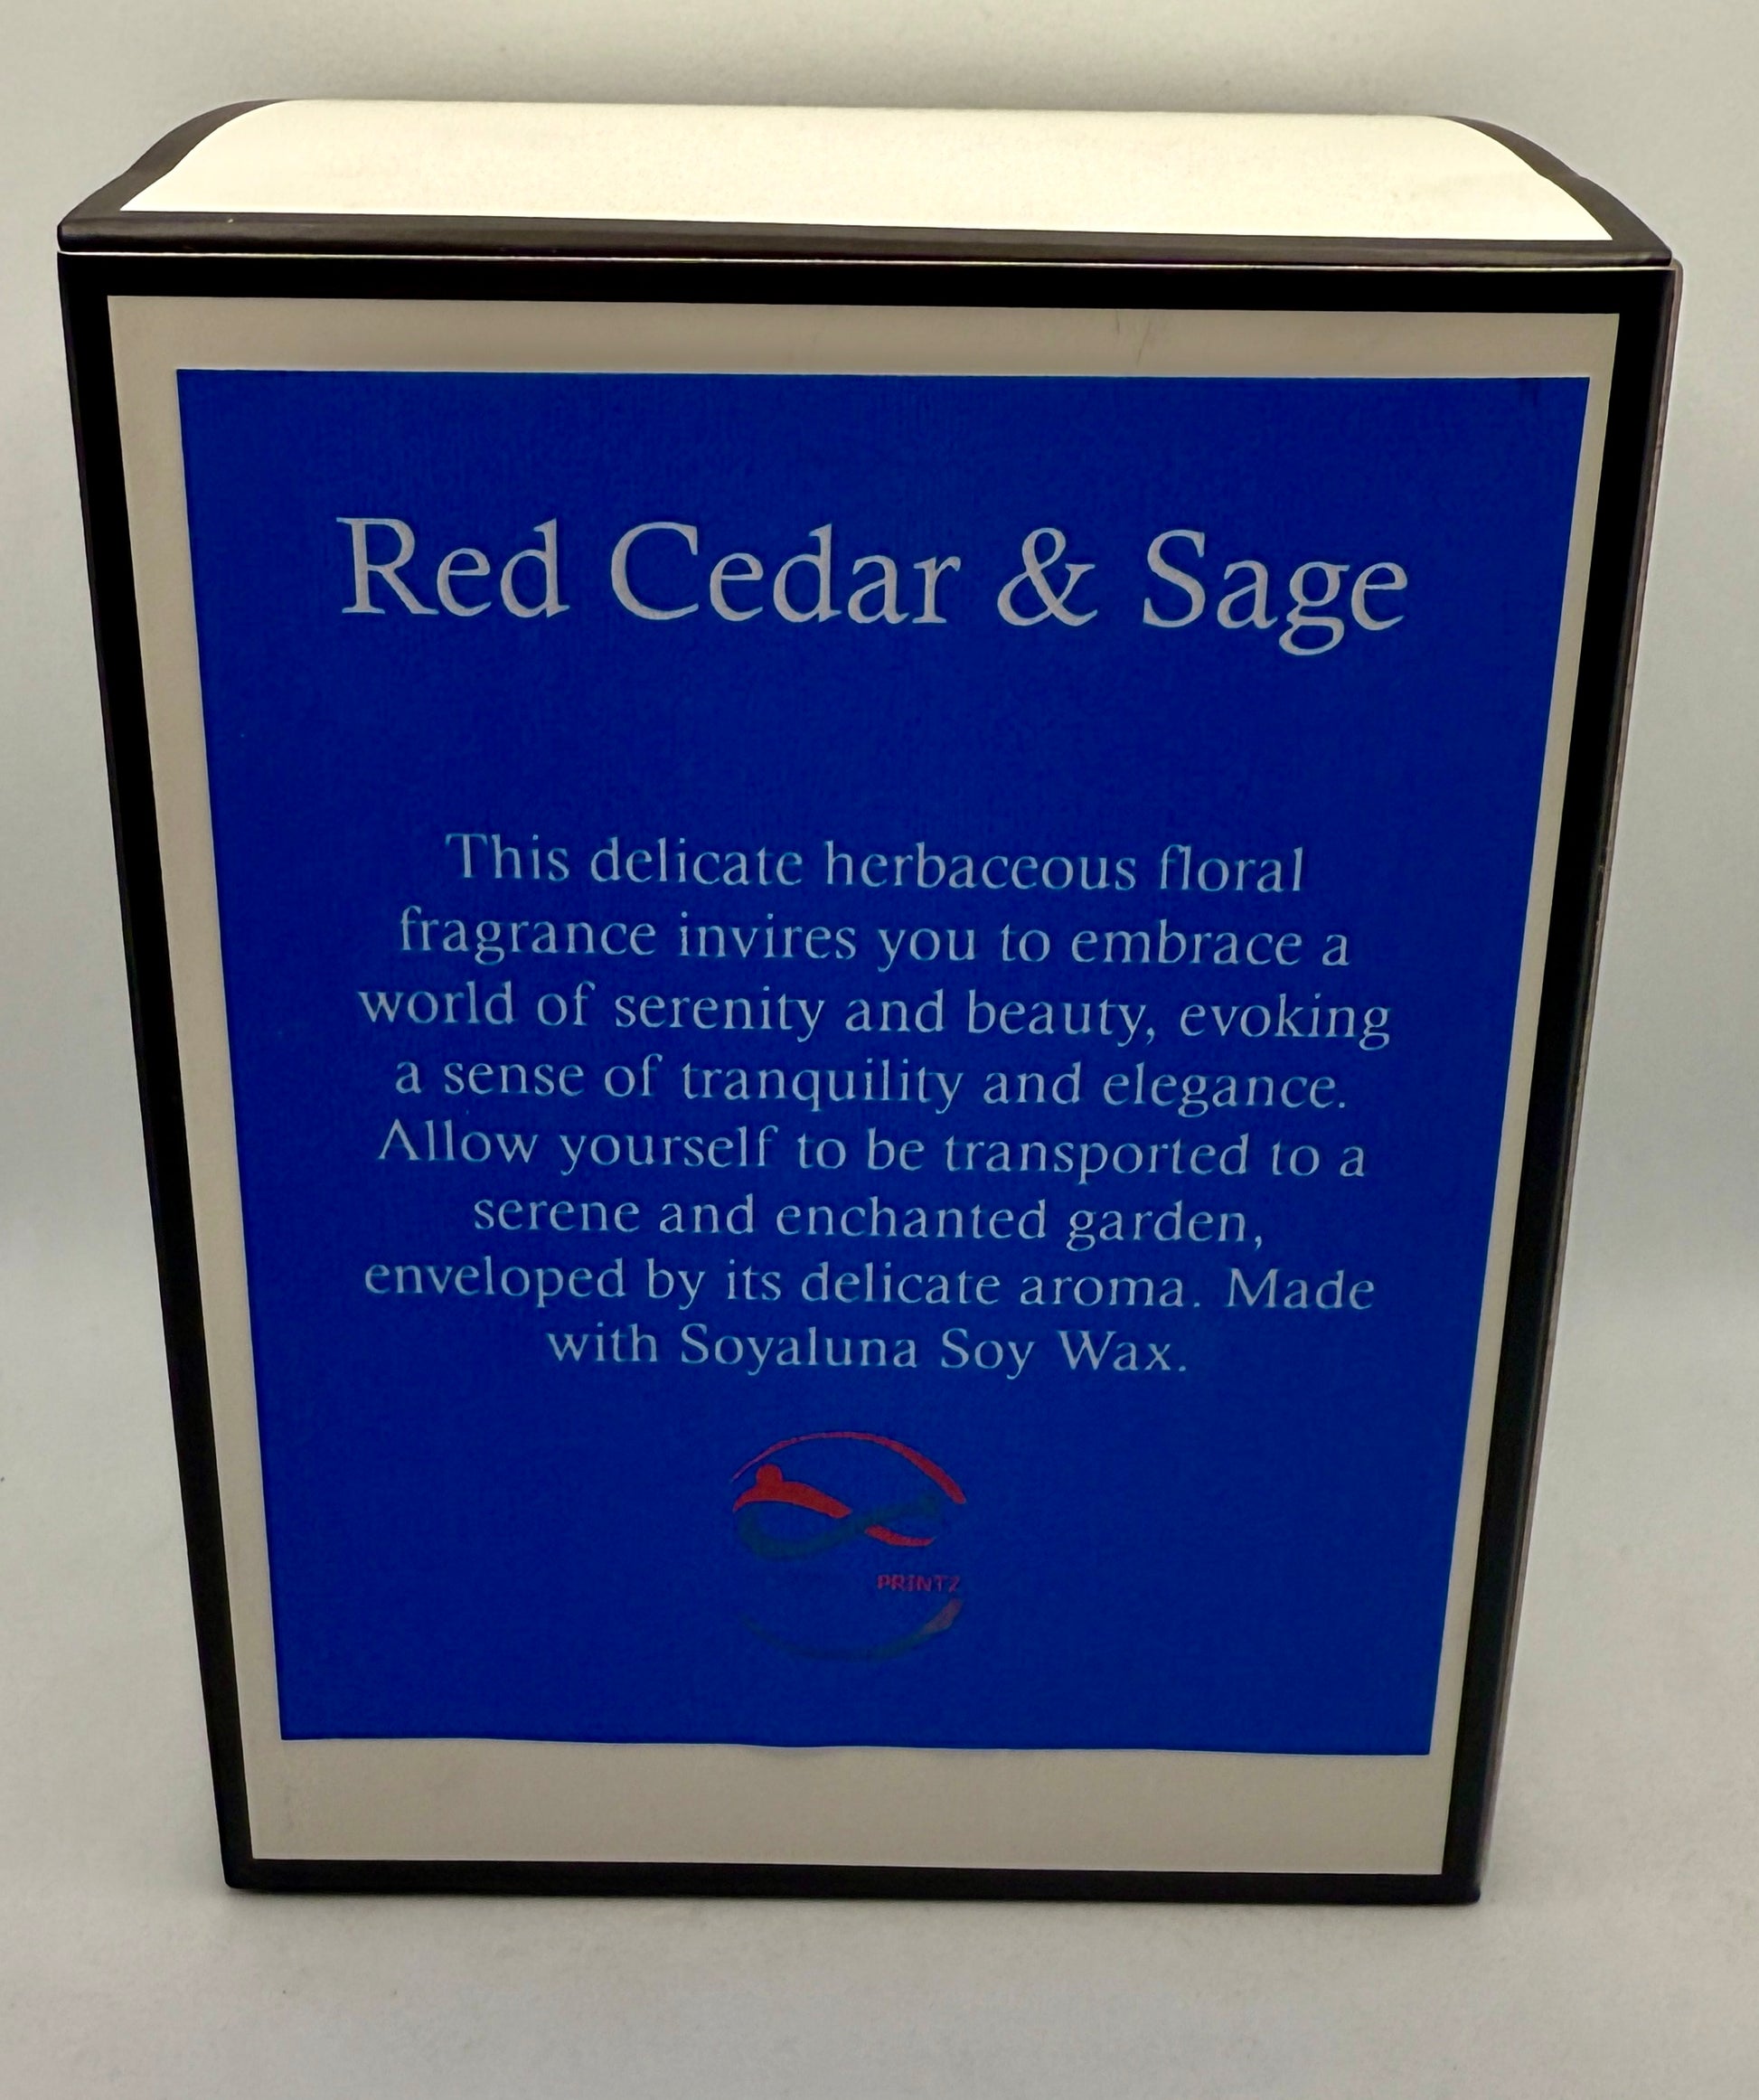 Red Cedar & Sage
This delicate herbaceous floral
fragrance invires you to embrace a
world of serenity and beauty, evoking
a sense of tranquility and elegance.
Allow yourself to be transported to a
serene and enchanted garden,
enveloped by its delicate aroma. Made
with Soyaluna Soy Wax.
PRINTZ